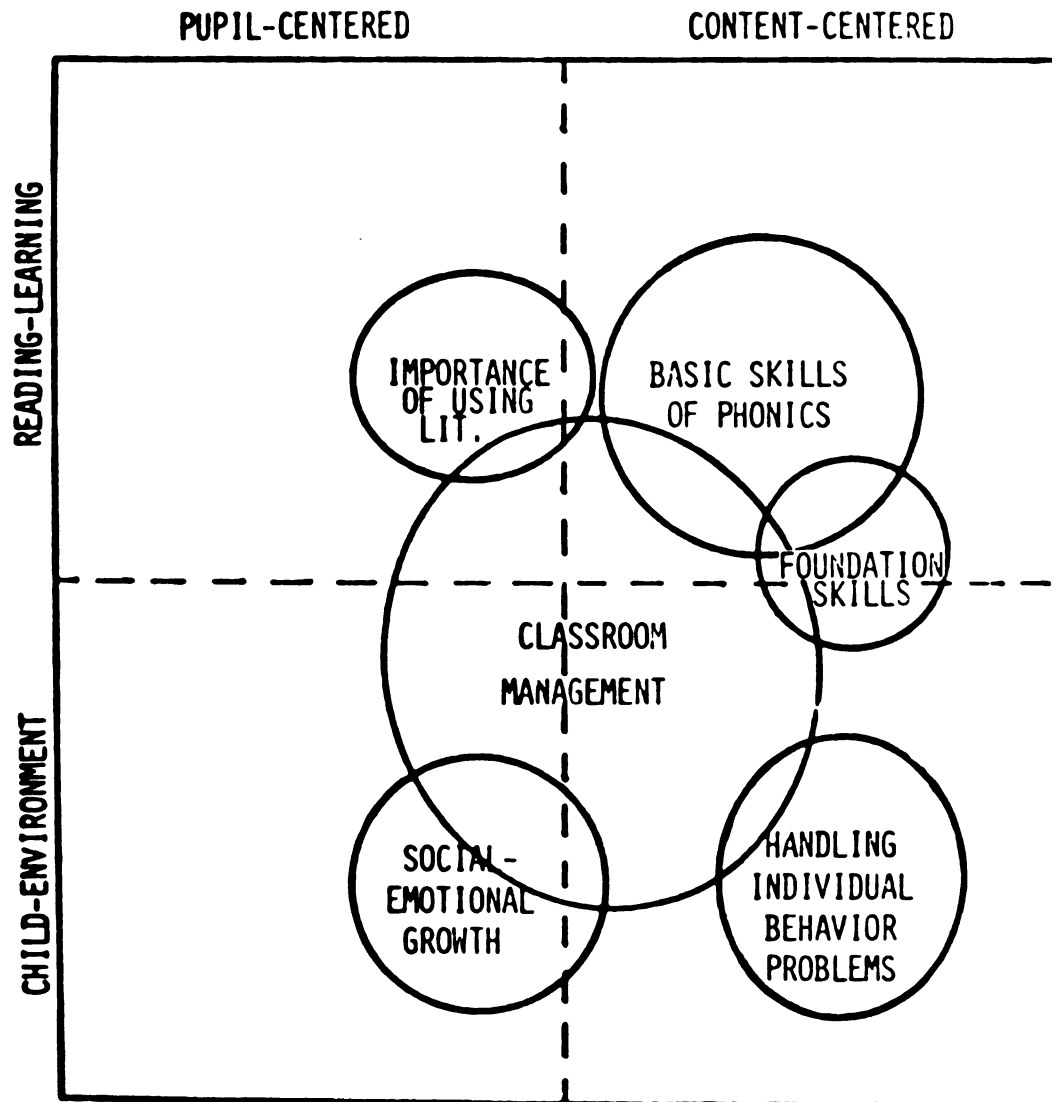 PUPIL-CENTERED
CONTENT-CENTERED
READING-LEARNING
IMPORTANCE
OF USING
LIT.
BASIC SKILLS
OF PHONICS
FOUNDATION
SKILLS
CLASSROOM
MANAGEMENT
CHILD-ENVIRONMENT
SOCIAL-
EMOTIONAL
GROWTH
HANDLING
INDIVIDUAL
BEHAVIOR
PROBLEMS